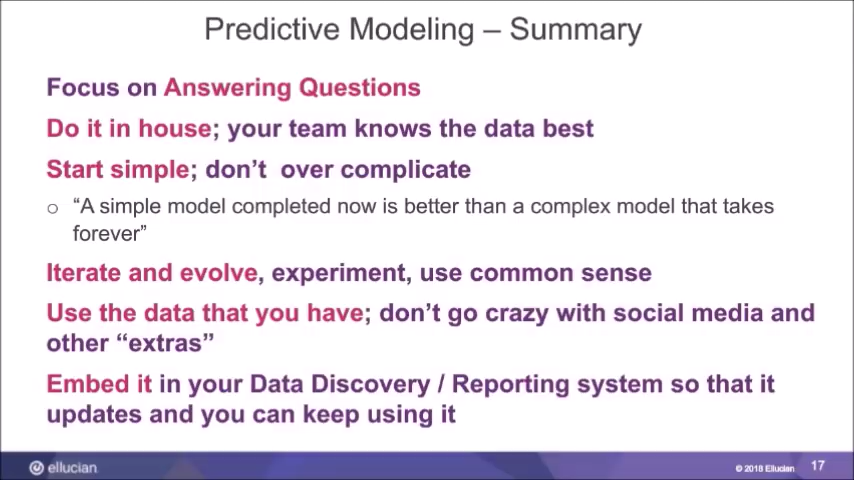 Predictive Modeling – Summary
Focus on Answering Questions
Do it in house; your team knows the data best
Start simple; don’t  over complicate
○ “A simple model completed now is better than a complex model that takes
forever”
Iterate and evolve, experiment, use common sense
Use the data that you have; don’t go crazy with social media and
other “extras”
Embed it in your Data Discovery / Reporting system so that it
updates and you can keep using it
ellucian
© 2018 Ellucian 17